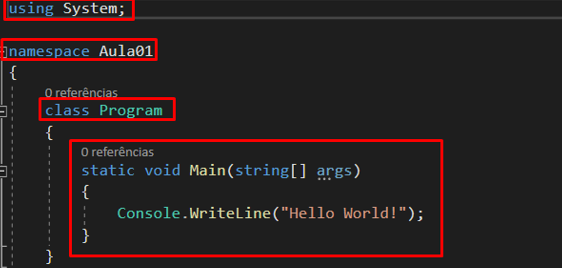 using System;
namespace Aula01
{
0 referências
class Program
{
0 referências
static void Main(string[] args)
{
Console.WriteLine("Hello World!");
}
}